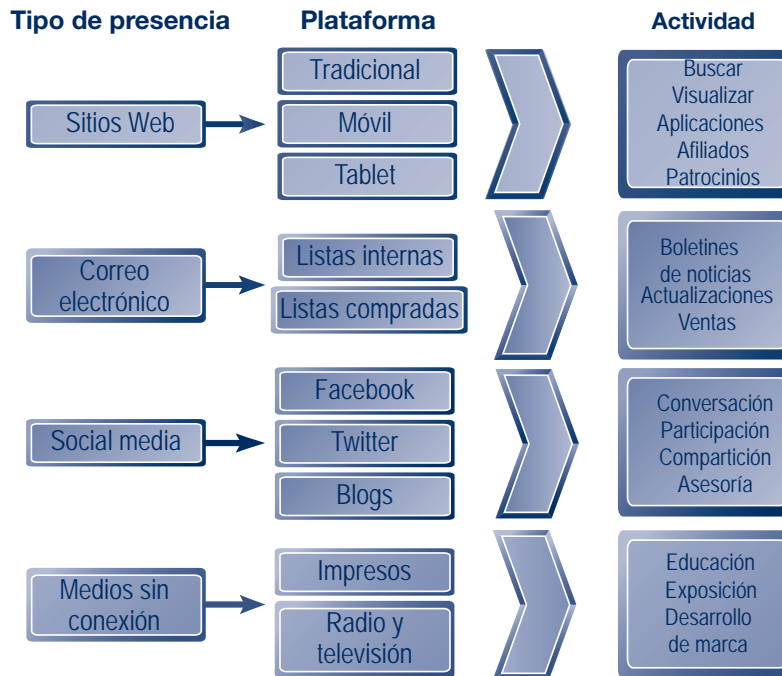 Tipo de presencia
Plataforma
Actividad
Sitios Web
Tradicional
Móvil
Tablet
Buscar
Visualizar
Aplicaciones
Afiliados
Patrocinios
Correo
electrónico
Listas internas
Listas compradas
Boletines
de noticias
Actualizaciones
Ventas
Social media
Facebook
Twitter
Blogs
Conversación
Participación
Compartición
Asesoría
Medios sin
conexión
Impresos
Radio y
televisión
Educación
Exposición
Desarrollo
de marca